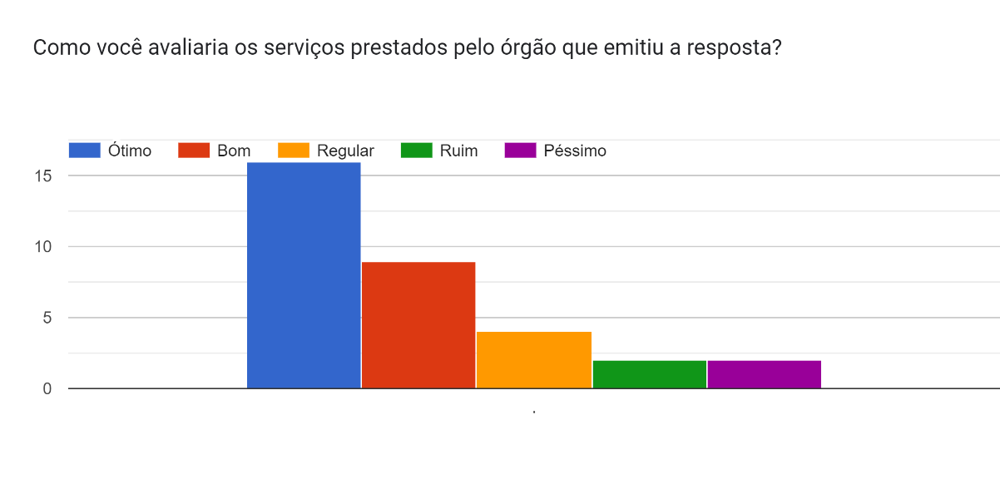 Como você avaliaria os serviços prestados pelo órgão que emitiu a resposta?
Ótimo Bom Regular Ruim Péssimo
15
10
5
0
.